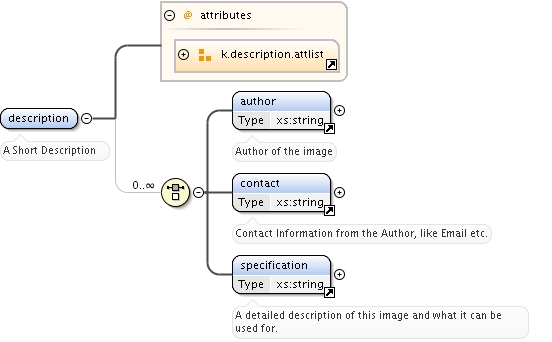 @ attributes
k.description.attlist
description
A Short Description
0..∞
author
Type xs:string
Author of the image
contact
Type xs:string
Contact Information from the Author, like Email etc.
specification
Type xs:string
A detailed description of this image and what it can be
used for.